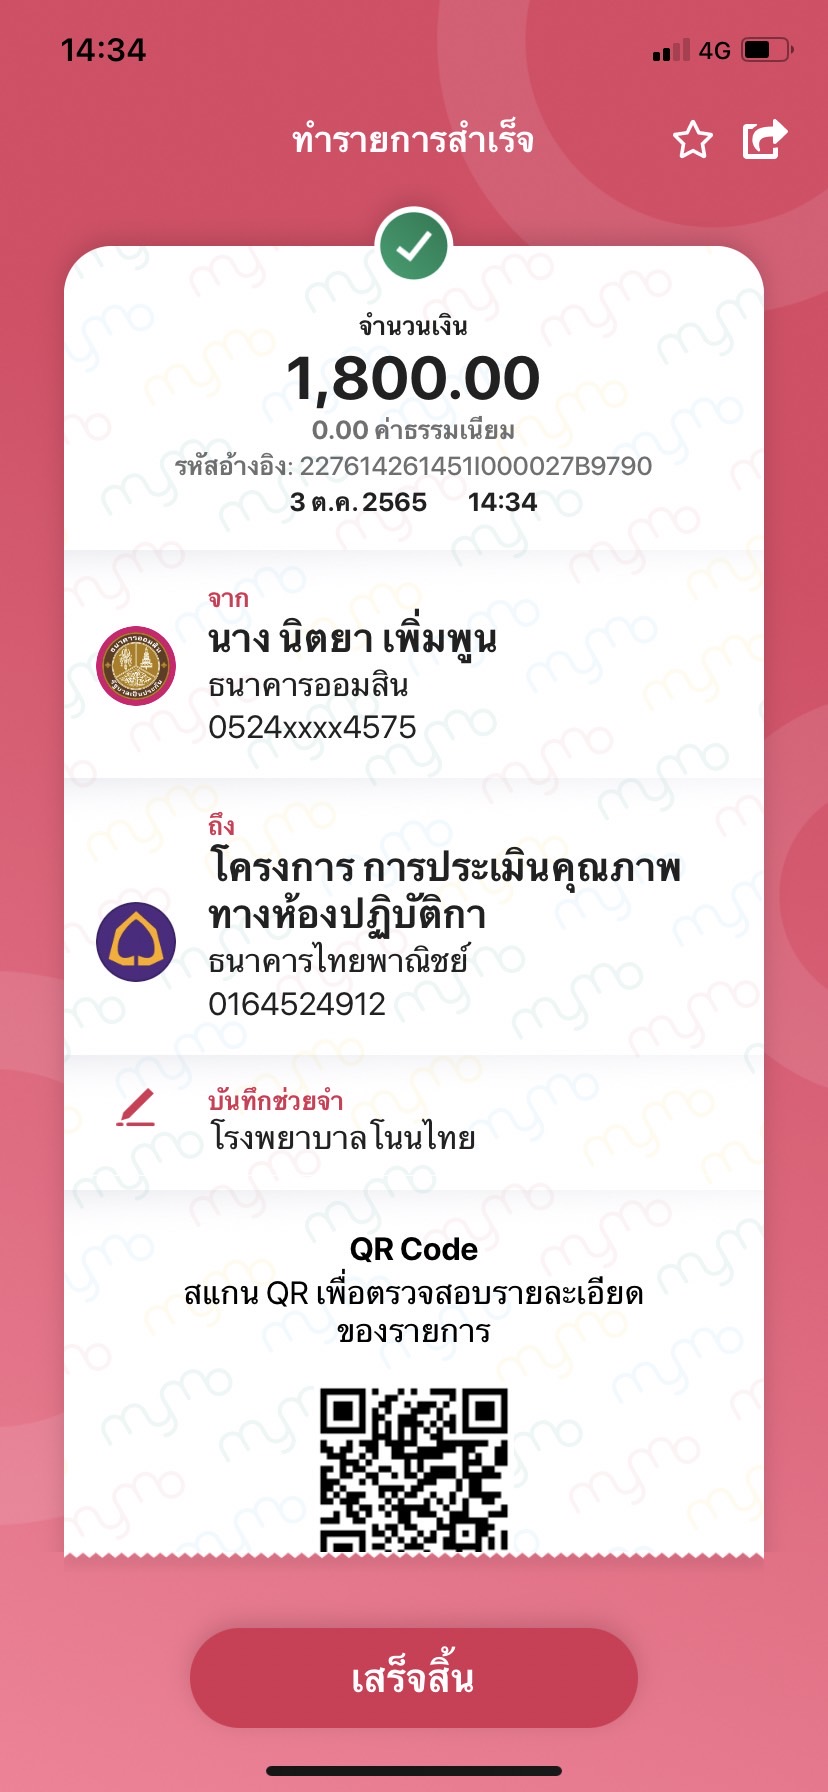 14:34
4G
ทำรายการสำเร็จ
จำนวนเงิน
1,800.00
0.00 ค่าธรรมเนียม
รหัสอ้างอิง: 227614261451I000027B9790
3 ต.ค. 2565 14:34
จาก
นาง นิตยา เพิ่มพูน
ธนาคารออมสิน
0524xxxx4575
ถึง
โครงการ การประเมินคุณภาพ
ทางห้องปฏิบัติกา
ธนาคารไทยพาณิชย์
0164524912
บันทึกช่วยจำ
โรงพยาบาลโนนไทย
QR Code
สแกน QR เพื่อตรวจสอบรายละเอียด
ของรายการ
เสร็จสิ้น